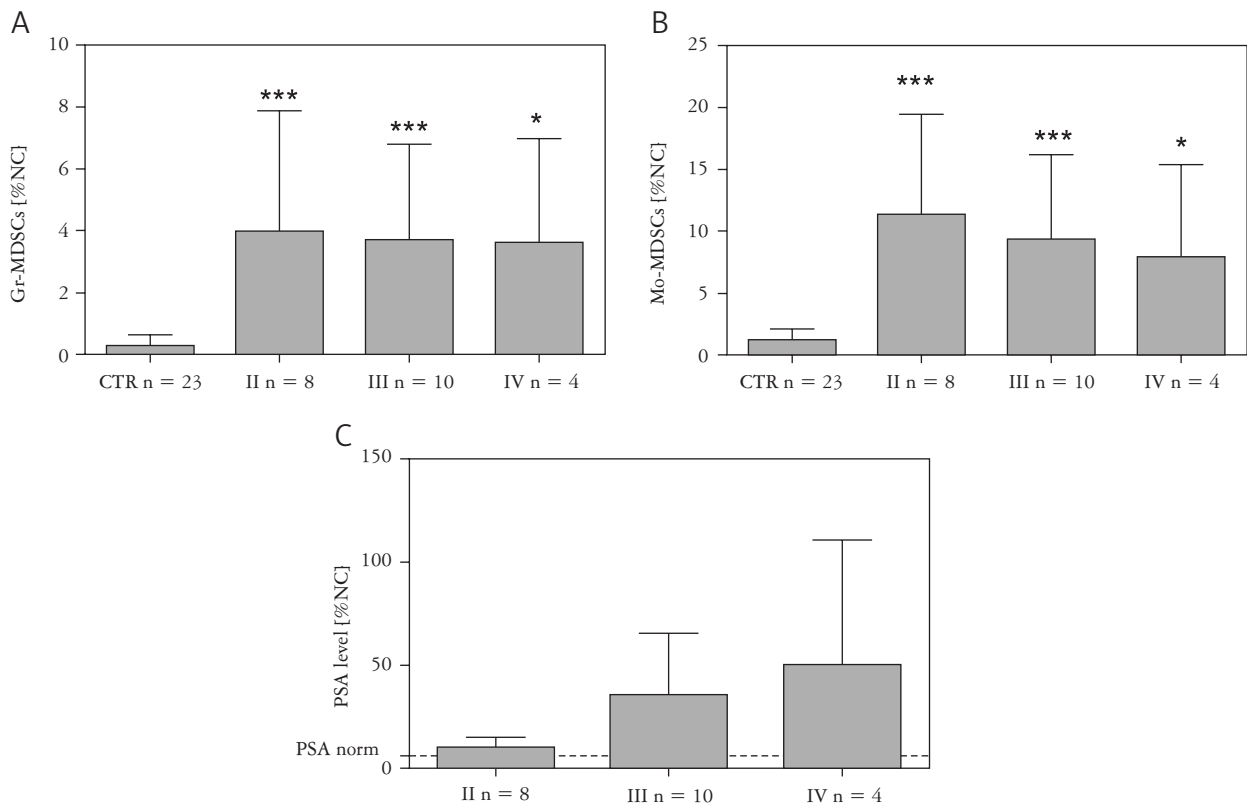 A
Gr-MDSCs [%NC]
10
8
6
4
2
0
***
***
*
CTR n = 23
II n = 8
III n = 10
IV n = 4
B
Mo-MDSCs [%NC]
25
20
15
10
5
0
***
***
*
CTR n = 23
II n = 8
III n = 10
IV n = 4
C
PSA level [%NC]
150
100
50
PSA norm
0
II n = 8
III n = 10
IV n = 4